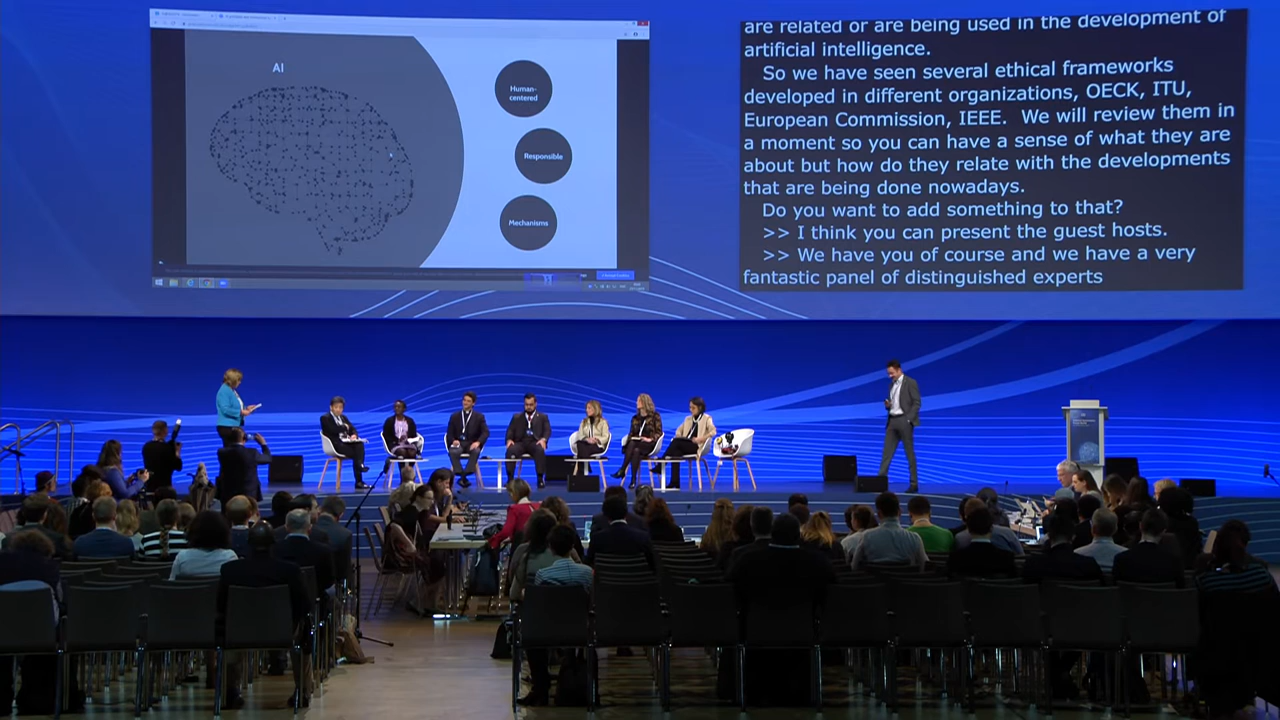 AI
Human-
centered
Responsible
Mechanisms
are related or are being used in the development of
artificial intelligence.
So we have seen several ethical frameworks
developed in different organizations, OECK, ITU,
European Commission, IEEE.  We will review them in
a moment so you can have a sense of what they are
about but how do they relate with the developments
that are being done nowadays.
Do you want to add something to that?
>> I think you can present the guest hosts.
>> We have you of course and we have a very
fantastic panel of distinguished experts